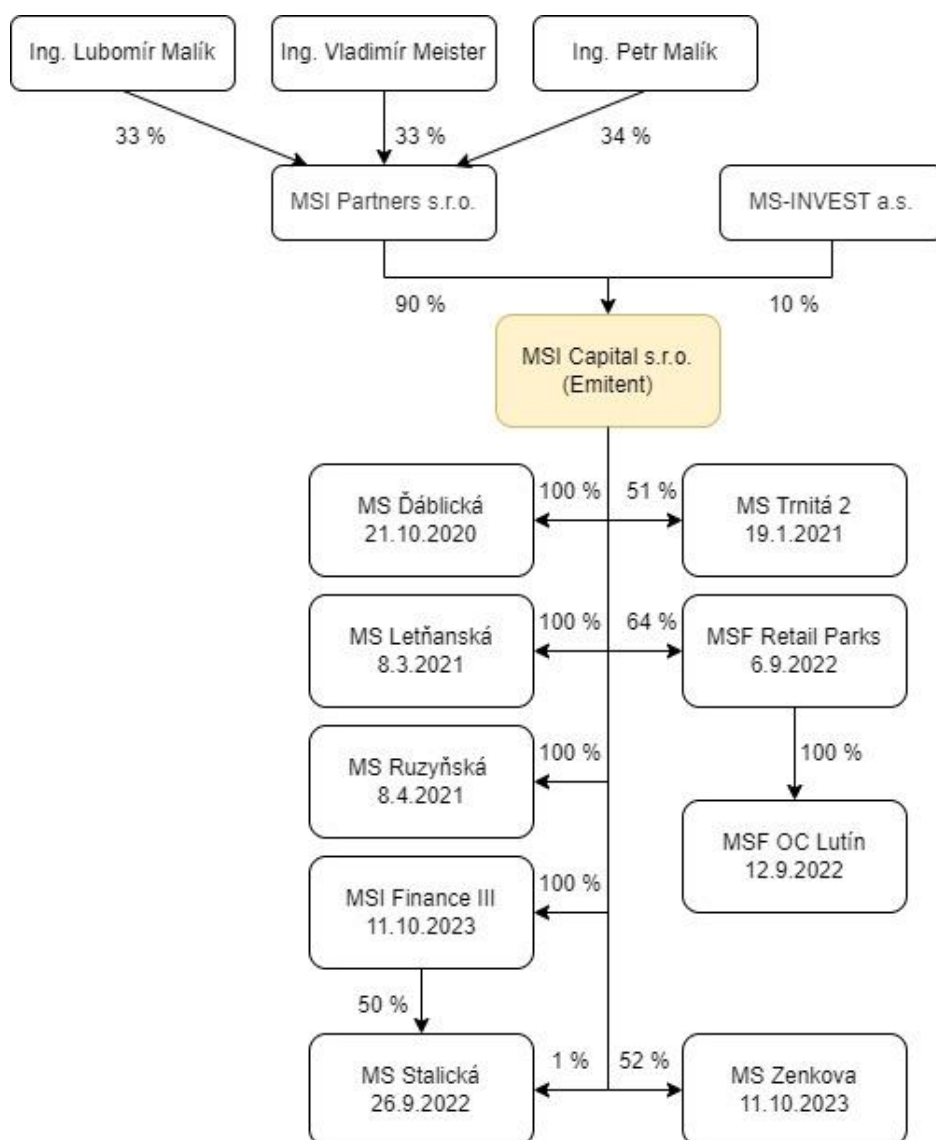 Ing. Lubomír Malík
Ing. Vladimír Meister
Ing. Petr Malík
33 %
33 %
34 %
MSI Partners s.r.o.
MS-INVEST a.s.
90 %
10 %
MSI Capital s.r.o.
(Emitent)
MS Ďáblická
21.10.2020
100 %
51 %
MS Trnitá 2
19.1.2021
MS Letňanská
8.3.2021
100 %
64 %
MSF Retail Parks
6.9.2022
MS Ruzyňská
8.4.2021
100 %
100 %
MSF OC Lutín
12.9.2022
MSI Finance III
11.10.2023
100 %
50 %
MS Stalická
26.9.2022
1 %
52 %
MS Zenkova
11.10.2023